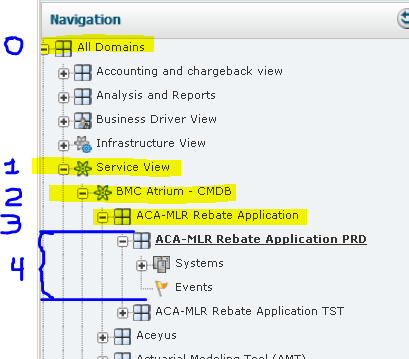 Navigation
0 All Domains
Accounting and chargeback view
Analysis and Reports
Business Driver View
Infrastructure View
1 Service View
2 BMC Atrium - CMDB
3 ACA-MLR Rebate Application
ACA-MLR Rebate Application PRD
4 Systems
Events
ACA-MLR Rebate Application TST
Aceyus
Actuarial Modeling Tool (AMT)